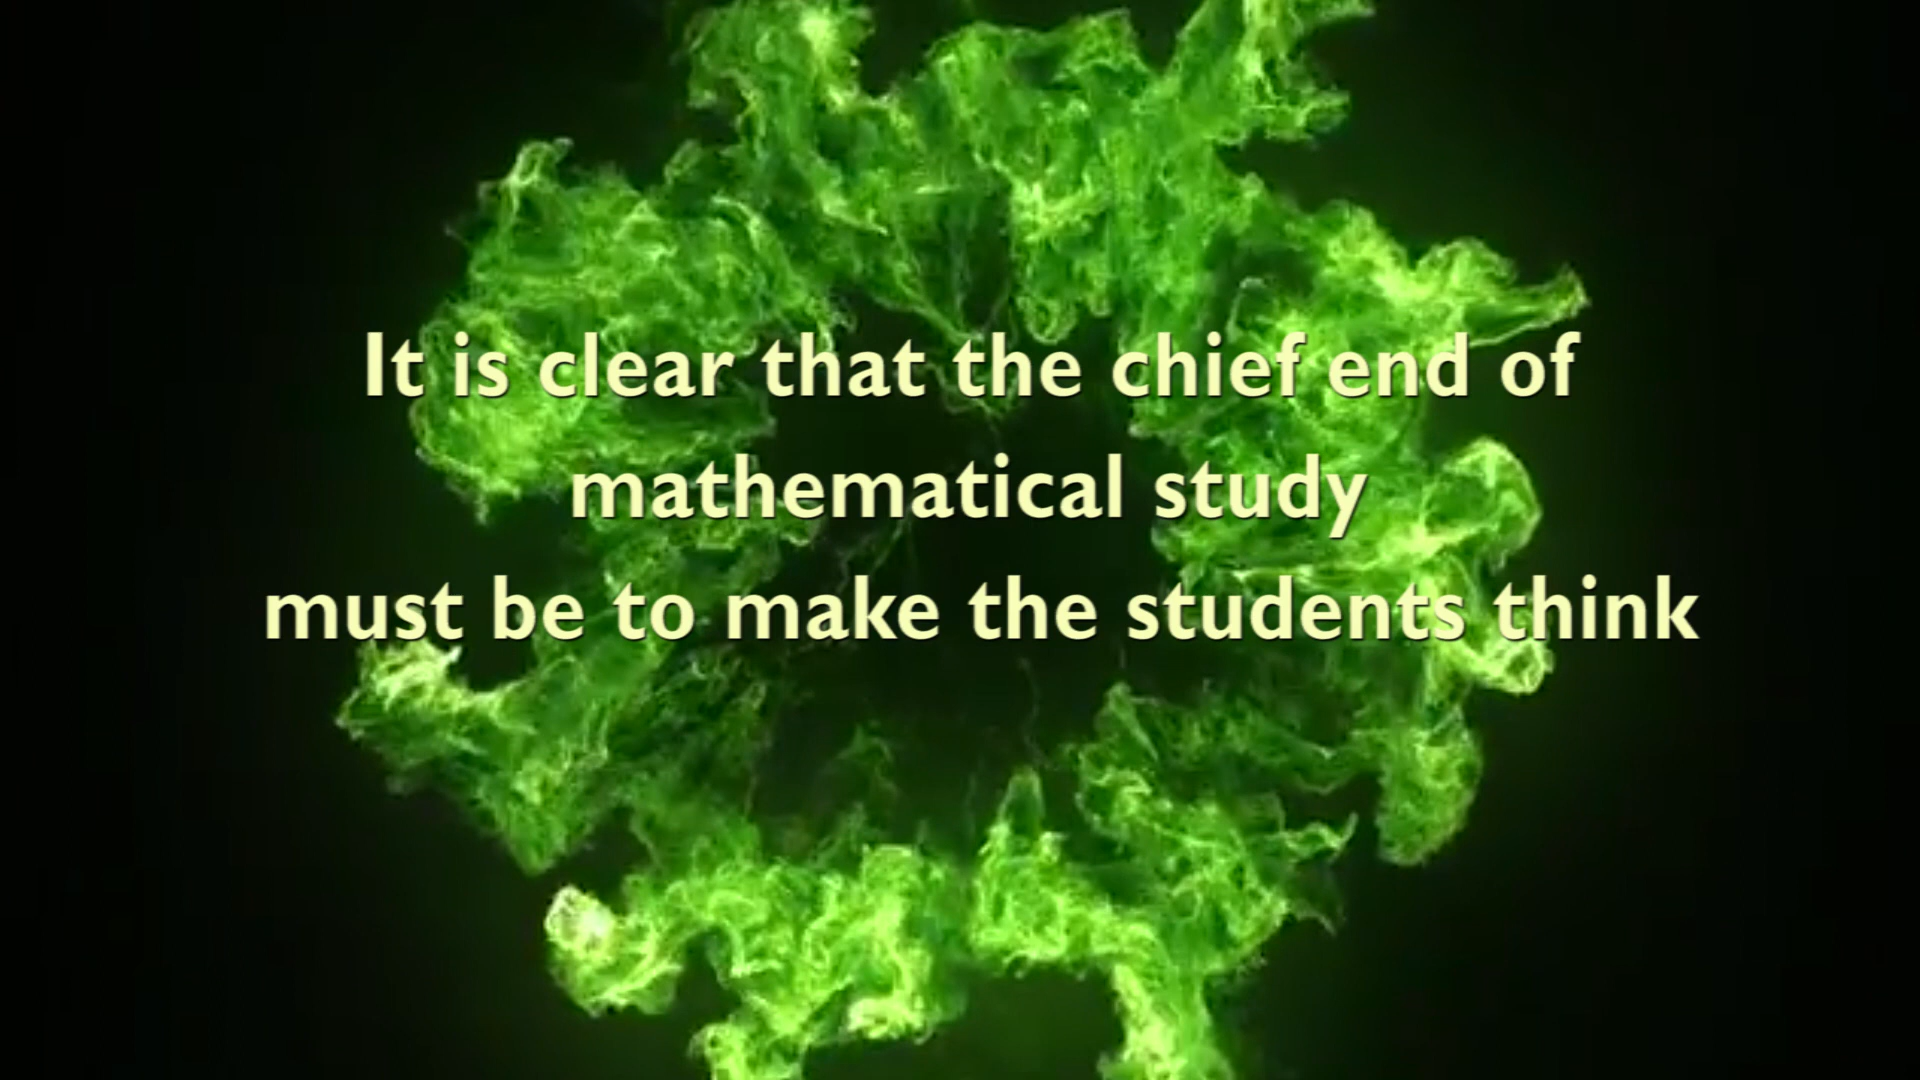 It is clear that the chief end of
mathematical study
must be to make the students think